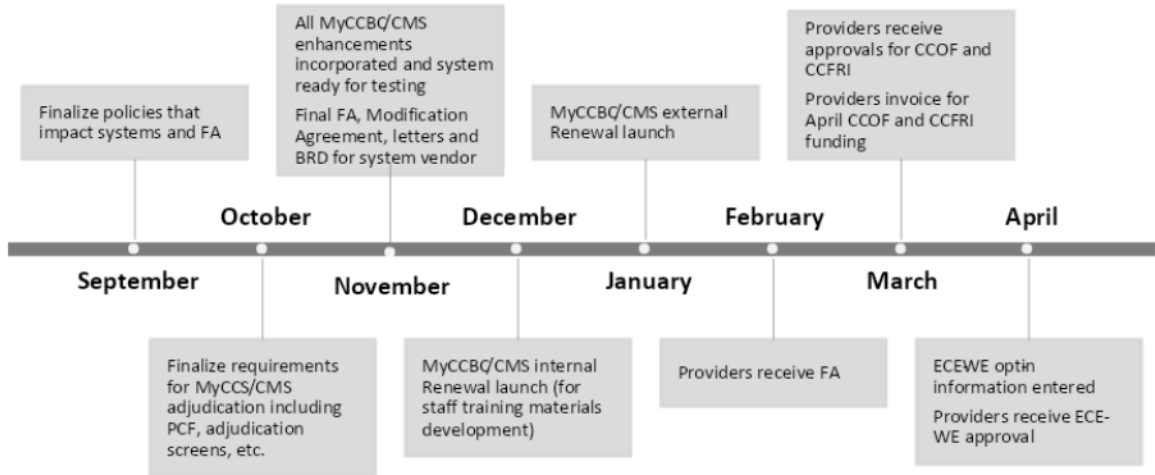 All MyCCBC/CMS
enhancements
incorporated and system
ready for testing
Final FA, Modification
Agreement, letters and
BRD for system vendor
Providers receive
approvals for CCOF and
CCFRI
Providers invoice for
April CCOF and CCFRI
funding
Finalize policies that
impact systems and FA
MyCCBC/CMS external
Renewal launch
October
December
February
April
September
November
January
March
Finalize requirements
for MyCCS/CMS
adjudication including
PCF, adjudication
screens, etc.
MyCCBC/CMS internal
Renewal launch (for
staff training materials
development)
Providers receive FA
ECEWE optin
information entered
Providers receive ECE-
WE approval